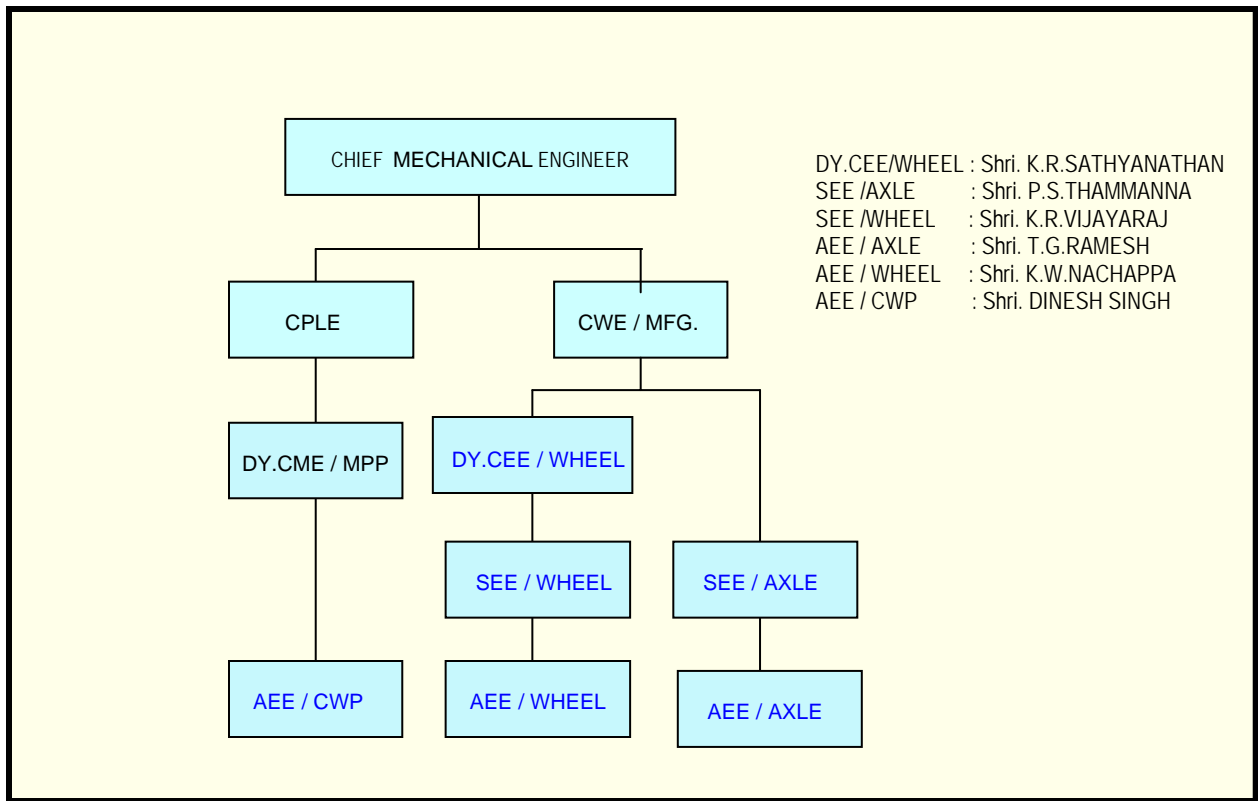 CHIEF MECHANICAL ENGINEER
DY.CEE/WHEEL : Shri. K.R.SATHYANATHAN
SEE /AXLE : Shri. P.S.THAMMANNA
SEE /WHEEL : Shri. K.R.VIJAYARAJ
AEE / AXLE : Shri. T.G.RAMESH
AEE / WHEEL : Shri. K.W.NACHAPPA
AEE / CWP : Shri. DINESH SINGH
CPLE
CWE / MFG.
DY.CME / MPP
DY.CEE / WHEEL
SEE / WHEEL
SEE / AXLE
AEE / CWP
AEE / WHEEL
AEE / AXLE